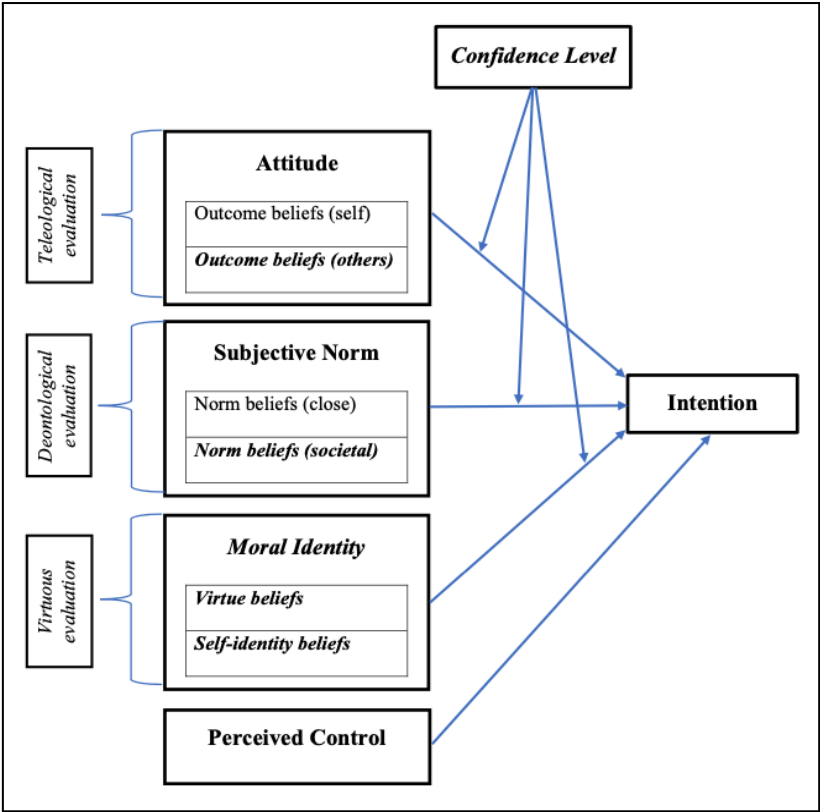 Confidence Level
Teleological
evaluation
Attitude
Outcome beliefs (self)
Outcome beliefs (others)
Deontological
evaluation
Subjective Norm
Norm beliefs (close)
Norm beliefs (societal)
Intention
Virtuous
evaluation
Moral Identity
Virtue beliefs
Self-identity beliefs
Perceived Control